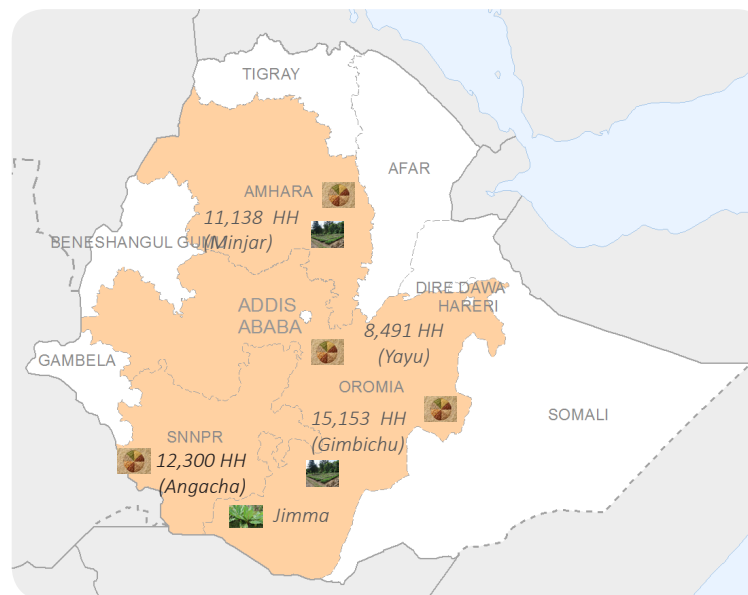 TIGRAY
AFAR
AMHARA
11,138 HH
(Minjar)
BENESHANGUL GUMU
DIRE DAWA
HARERI
ADDIS
ABABA
8,491 HH
(Yayu)
GAMBELA
OROMIA
15,153 HH
(Gimbichu)
SOMALI
SNNPR
12,300 HH
(Angacha)
Jimma